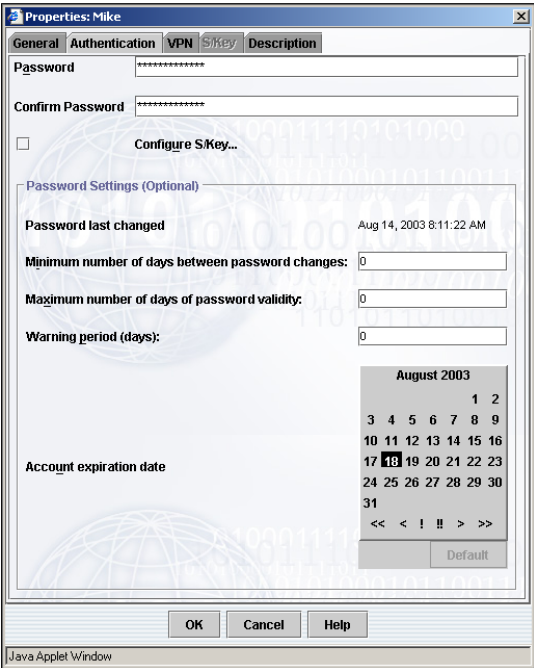 Properties: Mike
General Authentication VPN S/Key Description
Password *************
Confirm Password *************
Configure S/Key...
Password Settings (Optional)
Password last changed Aug 14, 2003 8:11:22 AM
Minimum number of days between password changes: 0
Maximum number of days of password validity: 0
Warning period (days): 0
August 2003
1 2
3 4 5 6 7 8 9
10 11 12 13 14 15 16
17 18 19 20 21 22 23
Account expiration date
24 25 26 27 28 29 30
31
<< < ! !! > >>
Default
OK Cancel Help
Java Applet Window